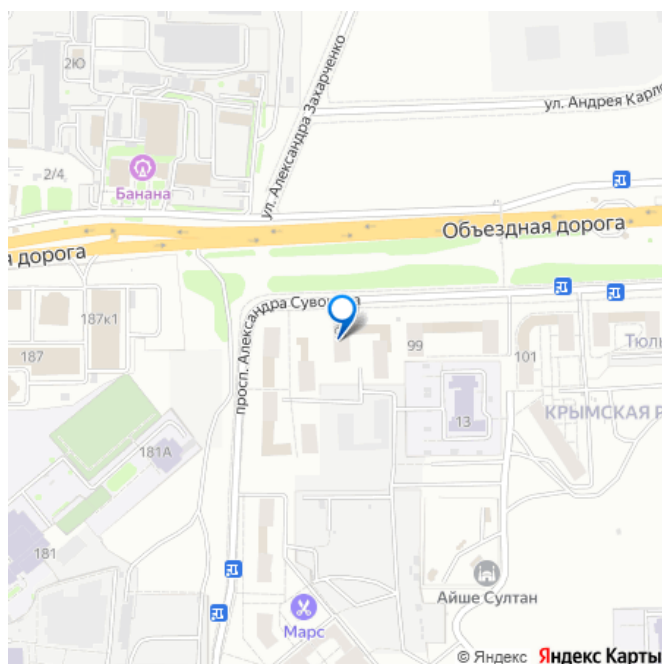 2Ю
ул. Александра Захарченко
ул. Андрея Карло
2/4
Банана
Объездная дорога
я дорога
просп. Александра Суво
187к1
187
99
101
Тюль
КРЫМСКАЯ Р
13
181А
181
Айше Султан
Марс
© Яндекс Яндекс Карты